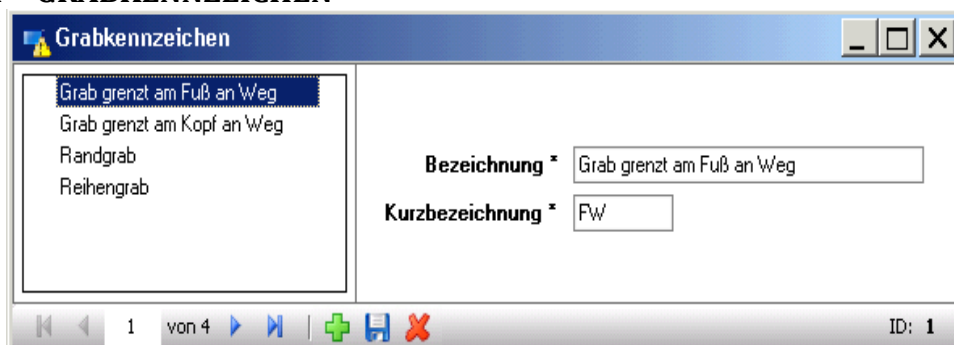 GRABKENNZEICHEN
Grabkennzeichen
Grab grenzt am Fuß an Weg
Grab grenzt am Kopf an Weg
Randgrab
Reihengrab
Bezeichnung * Grab grenzt am Fuß an Weg
Kurzbezeichnung * FW
1 von 4 ID: 1